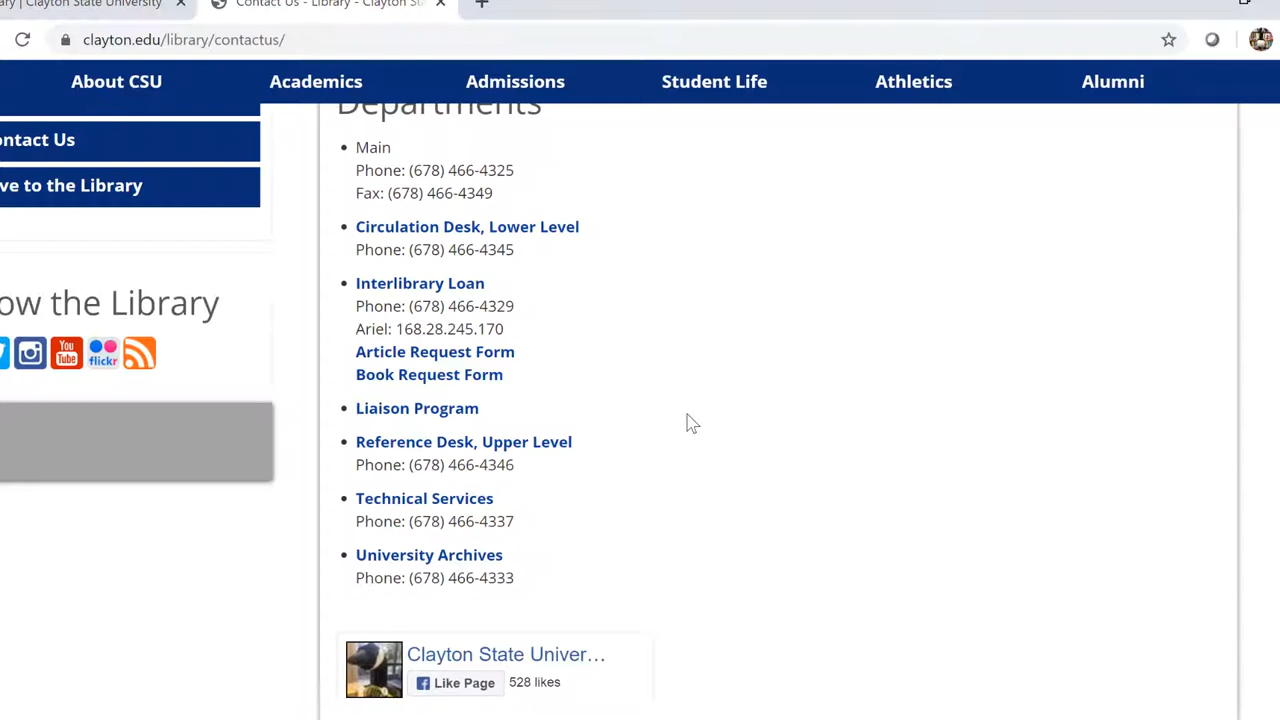 ary | Clayton State University
Contact Us - Library - Clayton St
clayton.edu/library/contactus/
About CSU Academics Admissions Student Life Athletics Alumni
Departments
ontact Us
ve to the Library
ow the Library
You
Tube
flickr
Main
Phone: (678) 466-4325
Fax: (678) 466-4349
Circulation Desk, Lower Level
Phone: (678) 466-4345
Interlibrary Loan
Phone: (678) 466-4329
Ariel: 168.28.245.170
Article Request Form
Book Request Form
Liaison Program
Reference Desk, Upper Level
Phone: (678) 466-4346
Technical Services
Phone: (678) 466-4337
University Archives
Phone: (678) 466-4333
Clayton State Univer...
Like Page 528 likes